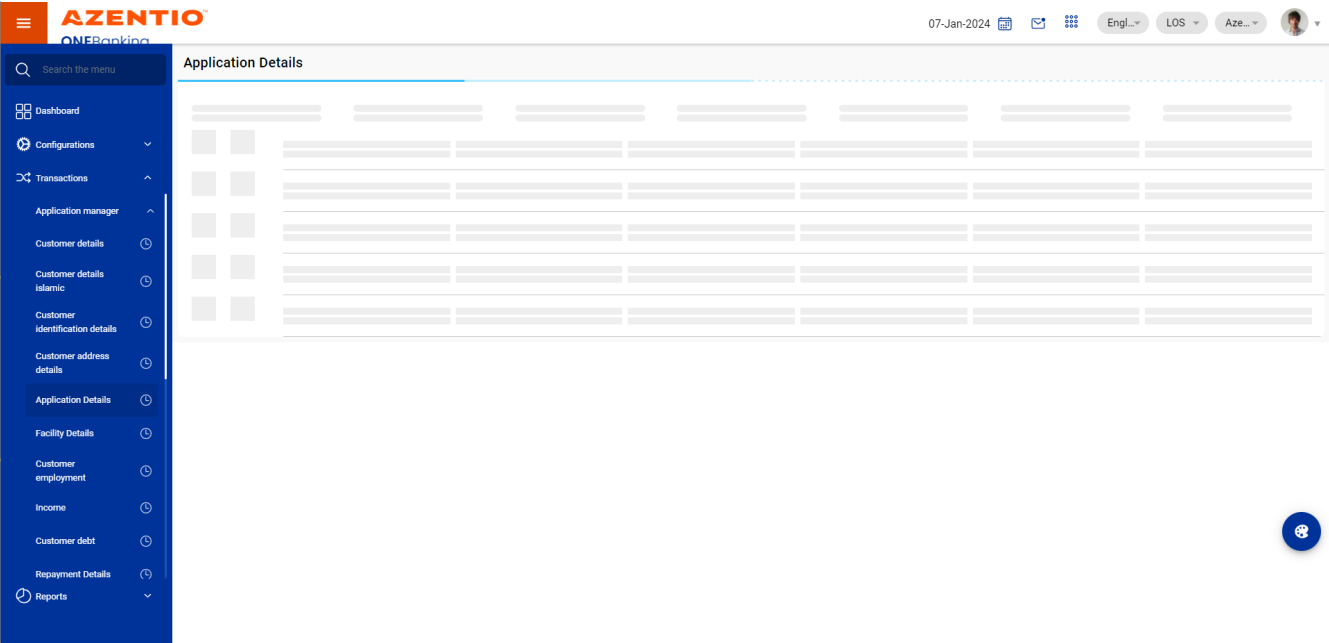 AZENTIO™
ONEBanking
07-Jan-2024
Engl...
LOS
Aze...
Search the menu
Application Details
Dashboard
Configurations
Transactions
Application manager
Customer details
Customer details
islamic
Customer
identification details
Customer address
details
Application Details
Facility Details
Customer
employment
Income
Customer debt
Repayment Details
Reports